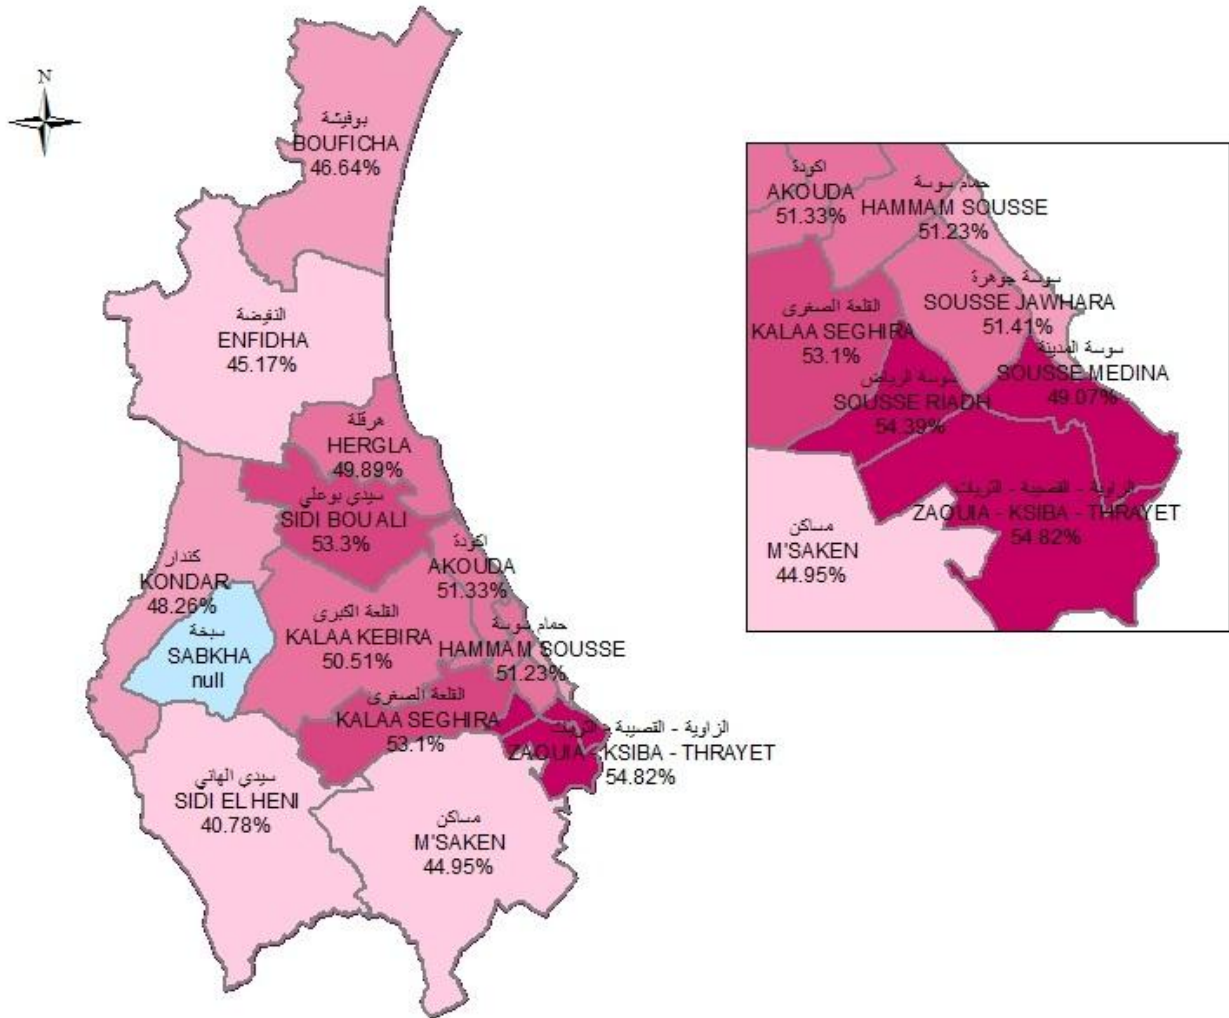 N
بوفيشة
BOUFICHA
46.64%
النفيضة
ENFIDHA
45.17%
هرقلة
HERGLA
49.89%
سيدي بوعلي
SIDI BOU ALI
53.3%
كندار
KONDAR
48.26%
سبخة
SABKHA
null
اكودة
AKOUDA
51.33%
القلعة الكبرى
KALAA KEBIRA
50.51%
حمام سوسة
HAMMAM SOUSSE
51.23%
القلعة الصغرى
KALAA SEGHIRA
53.1%
الزاوية - القصيبة - الثريات
ZAOUIA - KSIBA - THRAYET
54.82%
سيدي الهاني
SIDI EL HENI
40.78%
مساكن
M'SAKEN
44.95%
اكودة
AKOUDA
51.33%
حمام سوسة
HAMMAM SOUSSE
51.23%
سوسة جوهرة
SOUSSE JAWHARA
51.41%
القلعة الصغرى
KALAA SEGHIRA
53.1%
سوسة المدينة
SOUSSE MEDINA
49.07%
سوسة الرياض
SOUSSE RIADH
54.39%
الزاوية - القصيبة - الثريات
ZAOUIA - KSIBA - THRAYET
54.82%
مساكن
M'SAKEN
44.95%